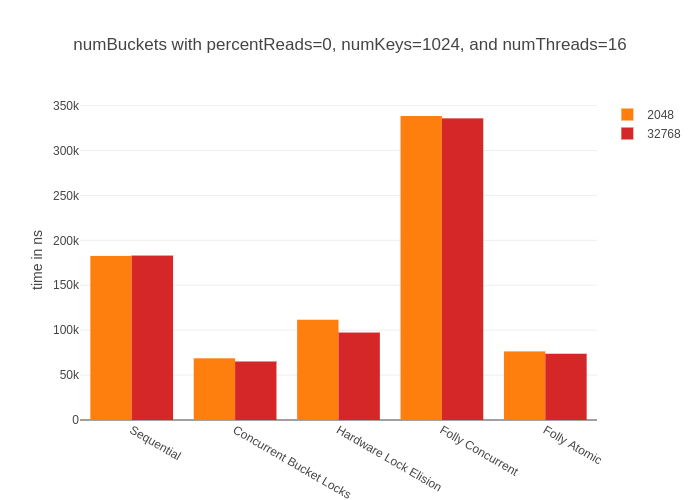 numBuckets with percentReads=0, numKeys=1024, and numThreads=16
350k
300k
250k
200k
150k
100k
50k
0
time in ns
2048
32768
Sequential
Concurrent Bucket Locks
Hardware Lock Elision
Folly Concurrent
Folly Atomic